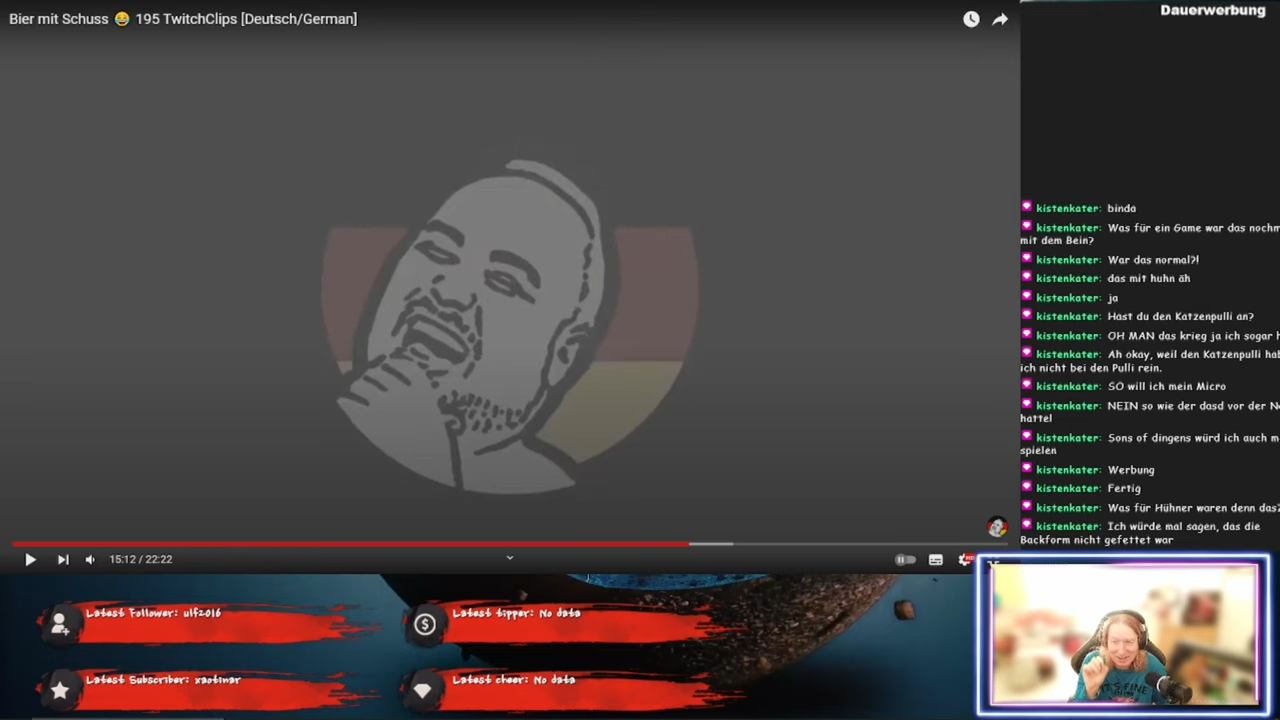 Bier mit Schuss 😂 195 TwitchClips [Deutsch/German]
Dauerwerbung
kistenkater: binda
kistenkater: Was für ein Game war das nochm
mit dem Bein?
kistenkater: War das normal?!
kistenkater: das mit huhn äh
kistenkater: ja
kistenkater: Hast du den Katzenpulli an?
kistenkater: OH MAN das krieg ja ich sogar h
kistenkater: Ah okay, weil den Katzenpulli hab
ich nicht bei den Pulli rein.
kistenkater: SO will ich mein Micro
kistenkater: NEIN so wie der dasd vor der N
hattel
kistenkater: Sons of dingens würd ich auch m
spielen
kistenkater: Werbung
kistenkater: Fertig
kistenkater: Was für Hühner waren denn das?
kistenkater: Ich würde mal sagen, das die
Backform nicht gefettet war
15:12 / 22:22
Latest Follower: ulf2016
Latest tipper: No data
Latest Subscriber: xaotinar
Latest cheer: No data
IT'S FINE